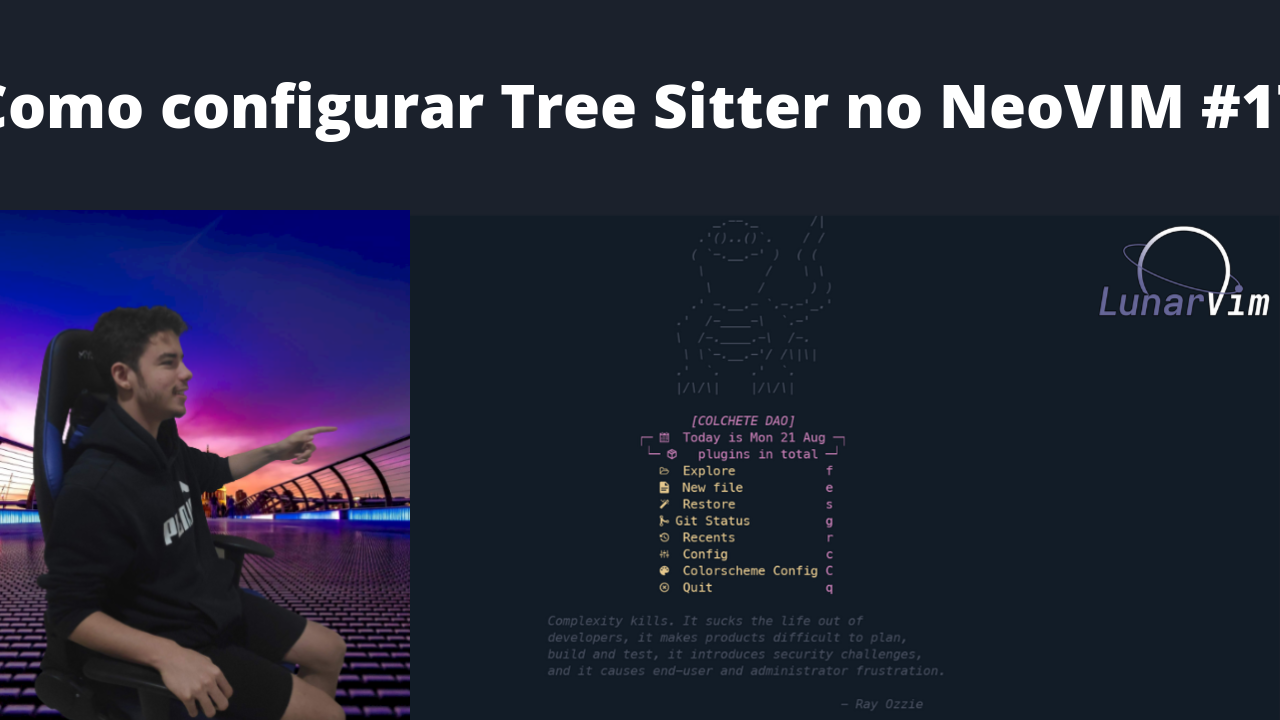 Como configurar Tree Sitter no NeoVIM #1
LunarVim
[COLCHETE DAO]
Today is Mon 21 Aug
plugins in total
Explore f
New file e
Restore s
Git Status g
Recents r
Config c
Colorscheme Config C
Quit q
Complexity kills. It sucks the life out of
developers, it makes products difficult to plan,
build and test, it introduces security challenges,
and it causes end-user and administrator frustration.
— Ray Ozzie